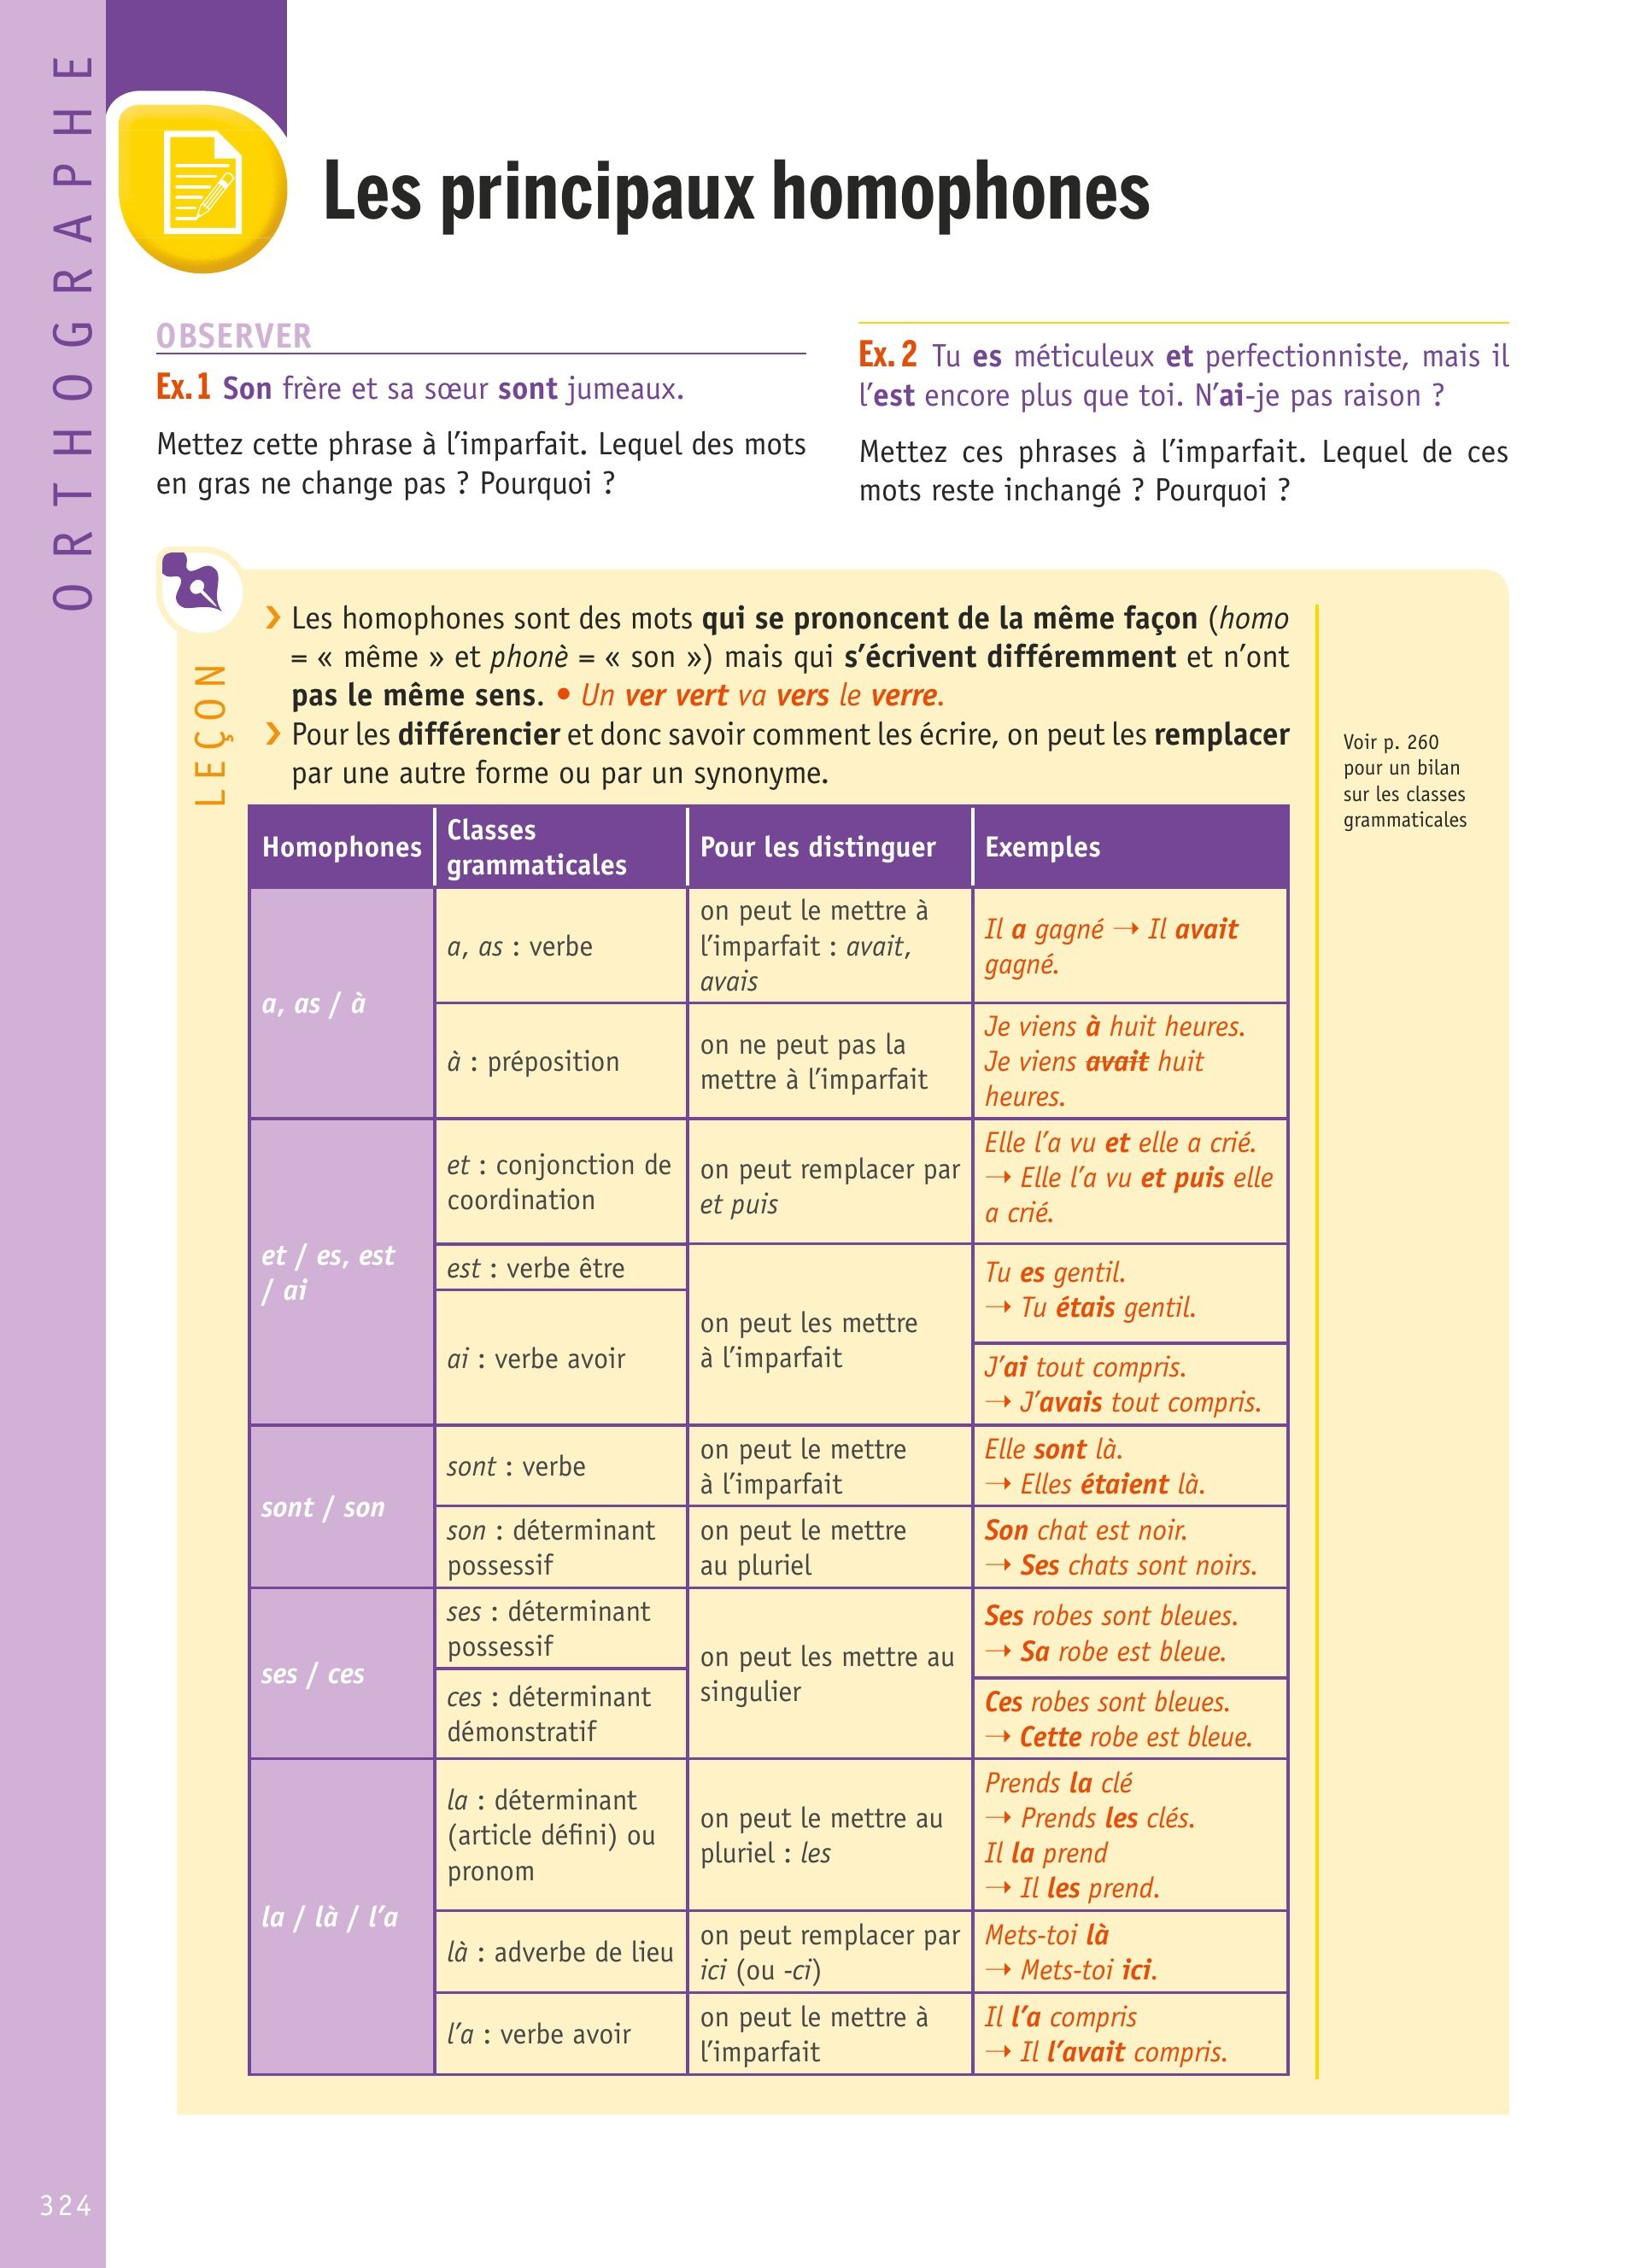 ORTHOGRAPHE
Les principaux homophones
OBSERVER
Ex. 1 Son frère et sa sœur sont jumeaux.
Mettez cette phrase à l’imparfait. Lequel des mots
en gras ne change pas ? Pourquoi ?
Ex. 2 Tu es méticuleux et perfectionniste, mais il
l’est encore plus que toi. N’ai-je pas raison ?
Mettez ces phrases à l’imparfait. Lequel de ces
mots reste inchangé ? Pourquoi ?
LEÇON
› Les homophones sont des mots qui se prononcent de la même façon (homo
= « même » et phonè = « son ») mais qui s’écrivent différemment et n’ont
pas le même sens. • Un ver vert va vers le verre.
› Pour les différencier et donc savoir comment les écrire, on peut les remplacer
par une autre forme ou par un synonyme.
Voir p. 260
pour un bilan
sur les classes
grammaticales
Homophones
Classes
grammaticales
Pour les distinguer
Exemples
a, as / à
a, as : verbe
on peut le mettre à
l’imparfait : avait,
avais
Il a gagné → Il avait
gagné.
à : préposition
on ne peut pas la
mettre à l’imparfait
Je viens à huit heures.
Je viens avait huit
heures.
et / es, est
/ ai
et : conjonction de
coordination
on peut remplacer par
et puis
Elle l’a vu et elle a crié.
→ Elle l’a vu et puis elle
a crié.
est : verbe être
on peut les mettre
à l’imparfait
Tu es gentil.
→ Tu étais gentil.
ai : verbe avoir
J’ai tout compris.
→ J’avais tout compris.
sont / son
sont : verbe
on peut le mettre
à l’imparfait
Elle sont là.
→ Elles étaient là.
son : déterminant
possessif
on peut le mettre
au pluriel
Son chat est noir.
→ Ses chats sont noirs.
ses / ces
ses : déterminant
possessif
on peut les mettre au
singulier
Ses robes sont bleues.
→ Sa robe est bleue.
ces : déterminant
démonstratif
Ces robes sont bleues.
→ Cette robe est bleue.
la / là / l’a
la : déterminant
(article défini) ou
pronom
on peut le mettre au
pluriel : les
Prends la clé
→ Prends les clés.
Il la prend
→ Il les prend.
là : adverbe de lieu
on peut remplacer par
ici (ou -ci)
Mets-toi là
→ Mets-toi ici.
l’a : verbe avoir
on peut le mettre à
l’imparfait
Il l’a compris
→ Il l’avait compris.
324